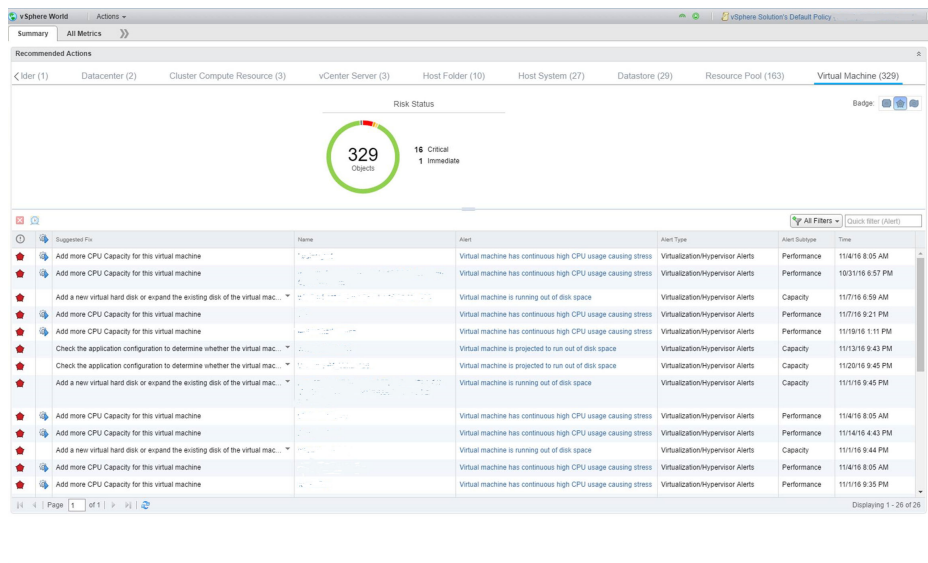 vSphere World Actions vSphere Solution's Default Policy
Summary All Metrics
Recommended Actions
lder (1) Datacenter (2) Cluster Compute Resource (3) vCenter Server (3) Host Folder (10) Host System (27) Datastore (29) Resource Pool (163) Virtual Machine (329)
Risk Status Badge:
329
Objects
16 Critical
1 Immediate
All Filters Quick filter (Alert)
Suggested Fix Name Alert Alert Type Alert Subtype Time
Add more CPU Capacity for this virtual machine Virtual machine has continuous high CPU usage causing stress Virtualization/Hypervisor Alerts Performance 11/4/16 8:05 AM
Add more CPU Capacity for this virtual machine Virtual machine has continuous high CPU usage causing stress Virtualization/Hypervisor Alerts Performance 10/31/16 6:57 PM
Add a new virtual hard disk or expand the existing disk of the virtual mac... Virtual machine is running out of disk space Virtualization/Hypervisor Alerts Capacity 11/7/16 6:59 AM
Add more CPU Capacity for this virtual machine Virtual machine has continuous high CPU usage causing stress Virtualization/Hypervisor Alerts Performance 11/7/16 9:21 PM
Add more CPU Capacity for this virtual machine Virtual machine has continuous high CPU usage causing stress Virtualization/Hypervisor Alerts Performance 11/19/16 1:11 PM
Check the application configuration to determine whether the virtual mac... Virtual machine is projected to run out of disk space Virtualization/Hypervisor Alerts Capacity 11/13/16 9:43 PM
Check the application configuration to determine whether the virtual mac... Virtual machine is projected to run out of disk space Virtualization/Hypervisor Alerts Capacity 11/20/16 9:45 PM
Add a new virtual hard disk or expand the existing disk of the virtual mac... Virtual machine is running out of disk space Virtualization/Hypervisor Alerts Capacity 11/1/16 9:45 PM
Add more CPU Capacity for this virtual machine Virtual machine has continuous high CPU usage causing stress Virtualization/Hypervisor Alerts Performance 11/4/16 8:05 AM
Add more CPU Capacity for this virtual machine Virtual machine has continuous high CPU usage causing stress Virtualization/Hypervisor Alerts Performance 11/14/16 4:43 PM
Add a new virtual hard disk or expand the existing disk of the virtual mac... Virtual machine is running out of disk space Virtualization/Hypervisor Alerts Capacity 11/1/16 9:44 PM
Add more CPU Capacity for this virtual machine Virtual machine has continuous high CPU usage causing stress Virtualization/Hypervisor Alerts Performance 11/4/16 8:05 AM
Add more CPU Capacity for this virtual machine Virtual machine has continuous high CPU usage causing stress Virtualization/Hypervisor Alerts Performance 11/1/16 9:35 PM
Page 1 of 1 Displaying 1 - 26 of 26